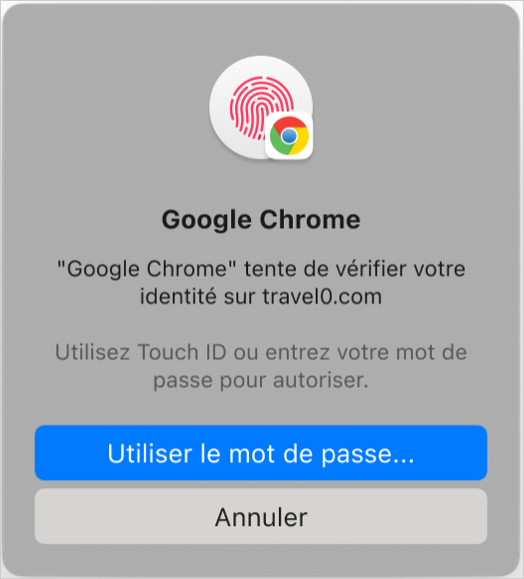 Google Chrome
"Google Chrome" tente de vérifier votre
identité sur travel0.com
Utilisez Touch ID ou entrez votre mot de
passe pour autoriser.
Utiliser le mot de passe...
Annuler